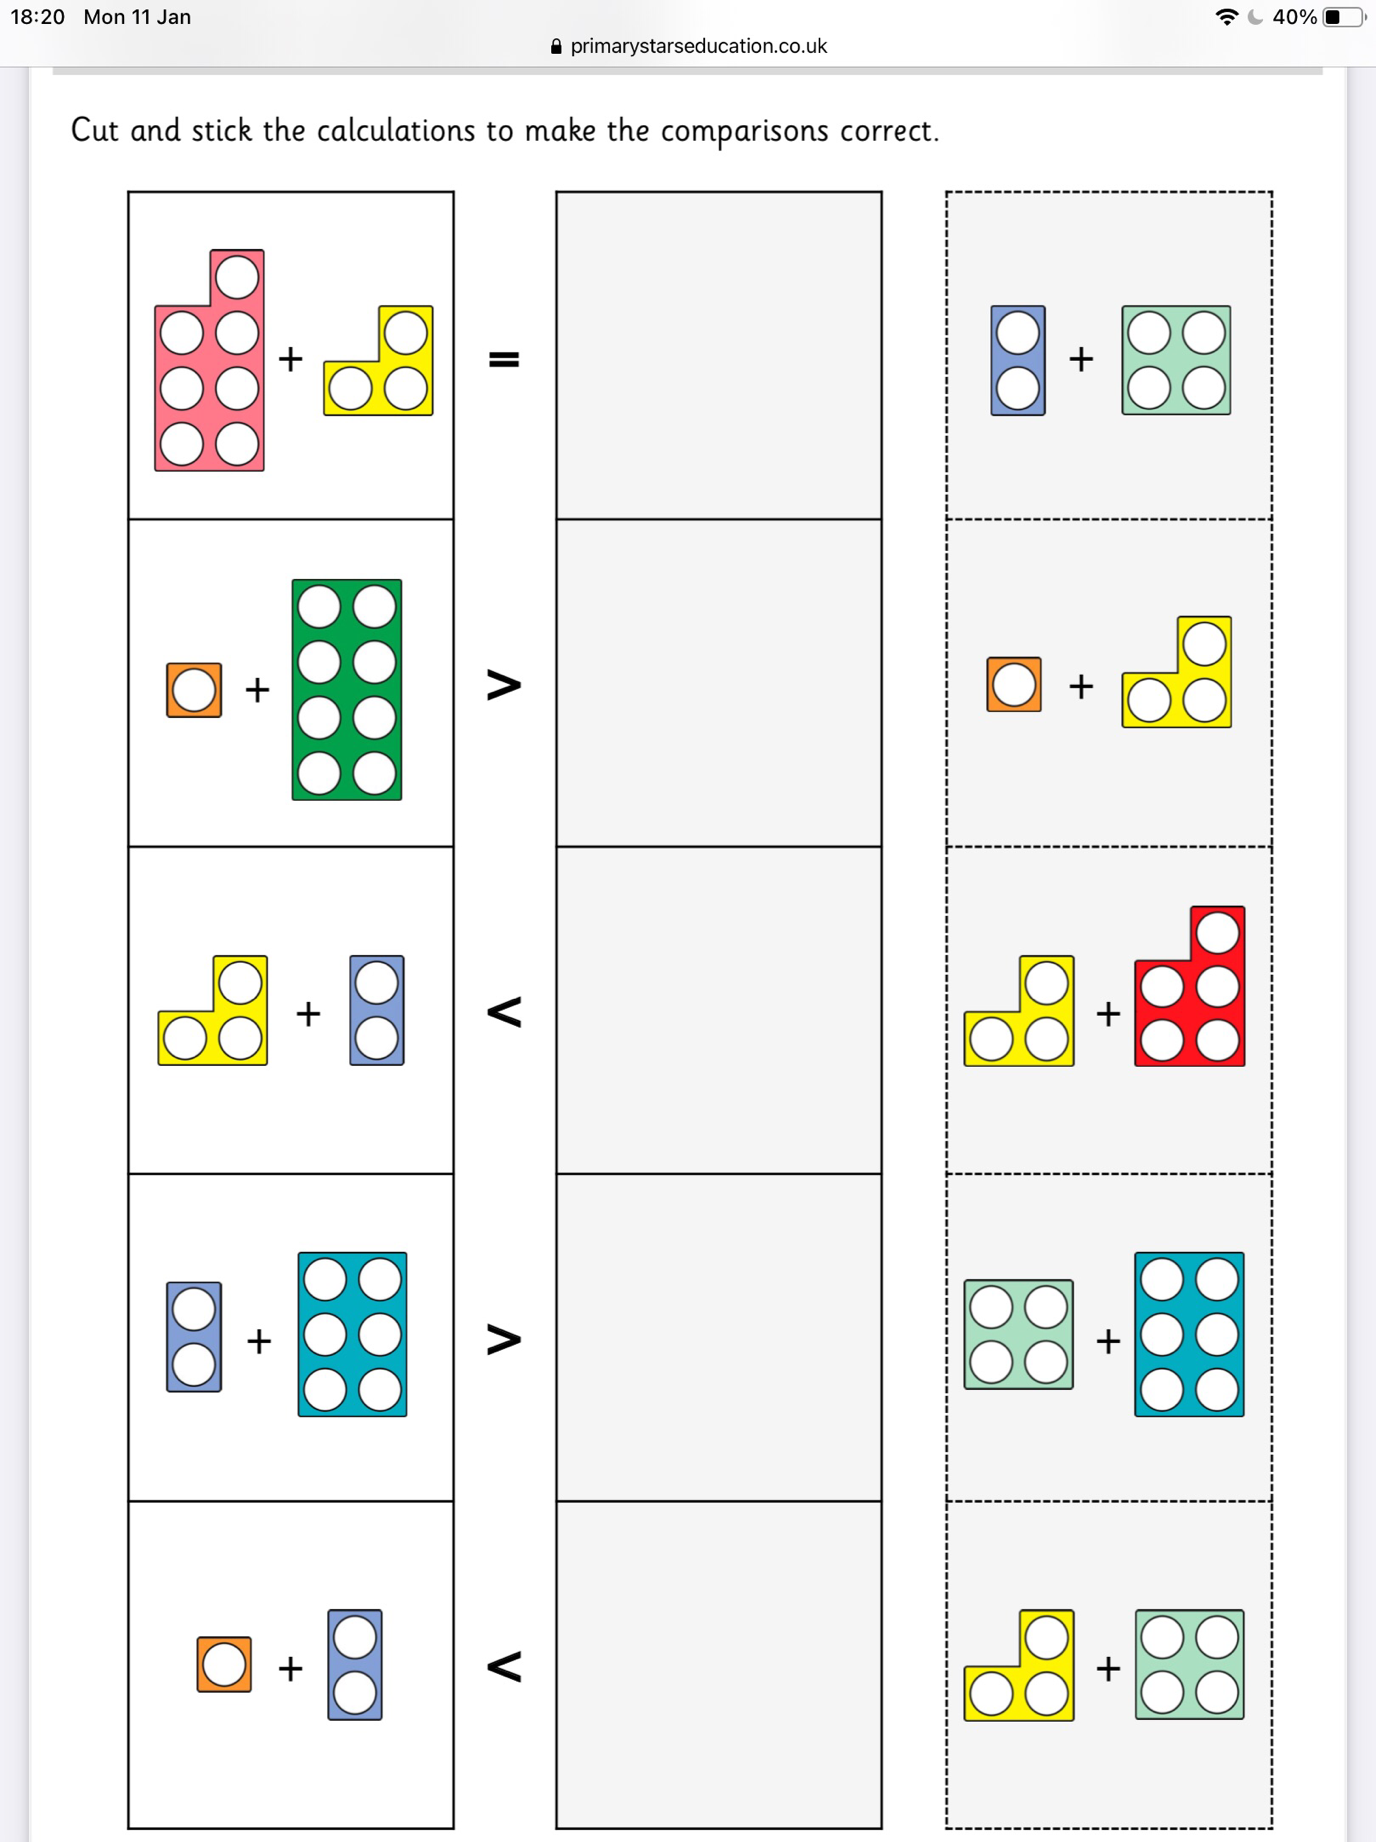 18:20 Mon 11 Jan
40%
primarystarseducation.co.uk
Cut and stick the calculations to make the comparisons correct.
+ = +
+ > +
+ < +
+ > +
+ < +